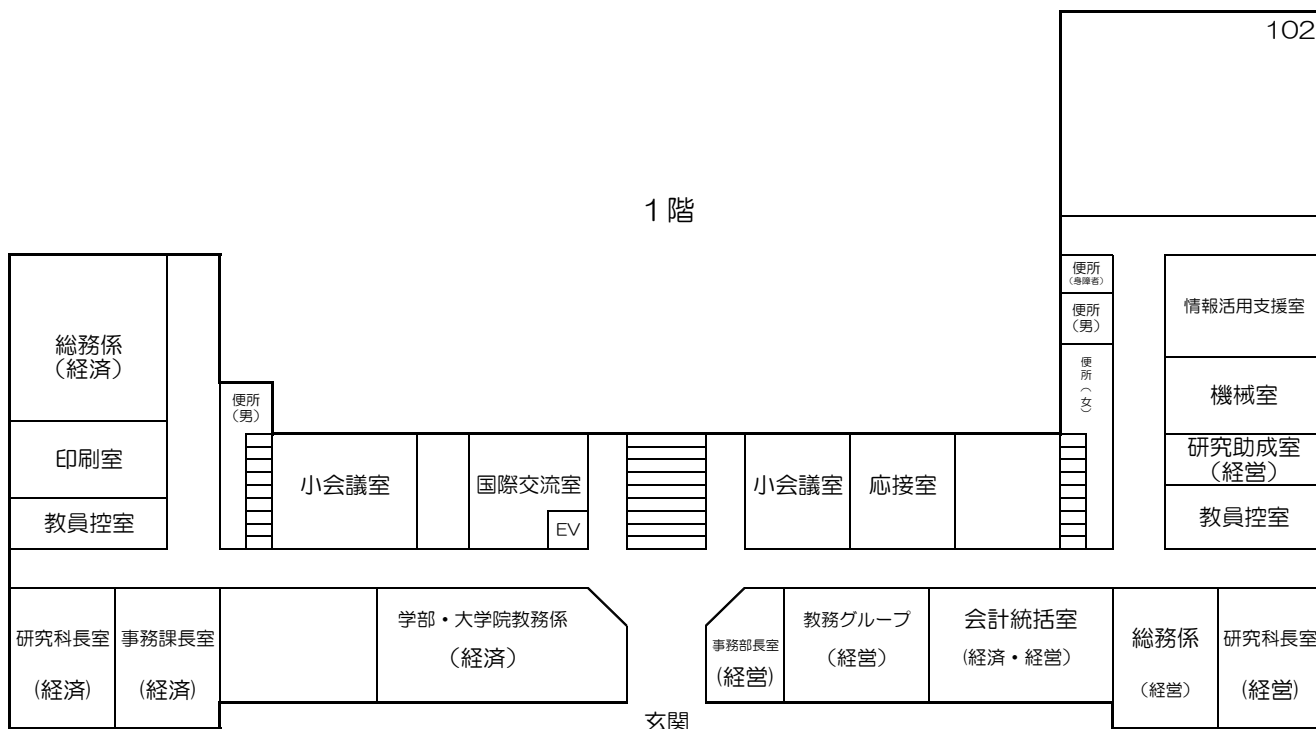 102
1階
便所
（身障者）
便所
（男）
便所（女）
情報活用支援室
機械室
研究助成室
（経営）
教員控室
総務係
（経済）
印刷室
教員控室
便所
（男）
小会議室
国際交流室
EV
小会議室
応接室
研究科長室
(経済)
事務課長室
(経済)
学部・大学院教務係
（経済）
事務部長室
(経営)
教務グループ
（経営）
会計統括室
(経済・経営)
総務係
（経営）
研究科長室
(経営)
玄関